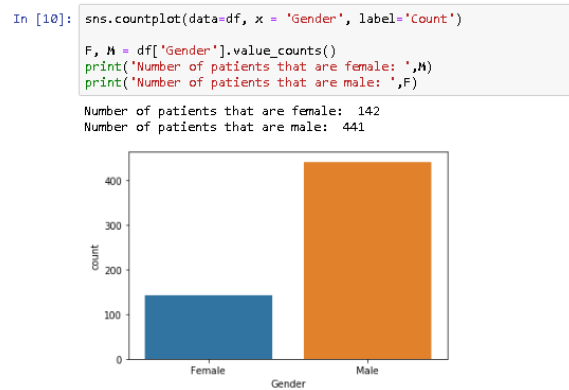 In [10]: sns.countplot(data=df, x = 'Gender', label='Count')
F, M = df['Gender'].value_counts()
print('Number of patients that are female: ',M)
print('Number of patients that are male: ',F)
Number of patients that are female:  142
Number of patients that are male:  441
400
300
200
100
0
count
Female Male
Gender